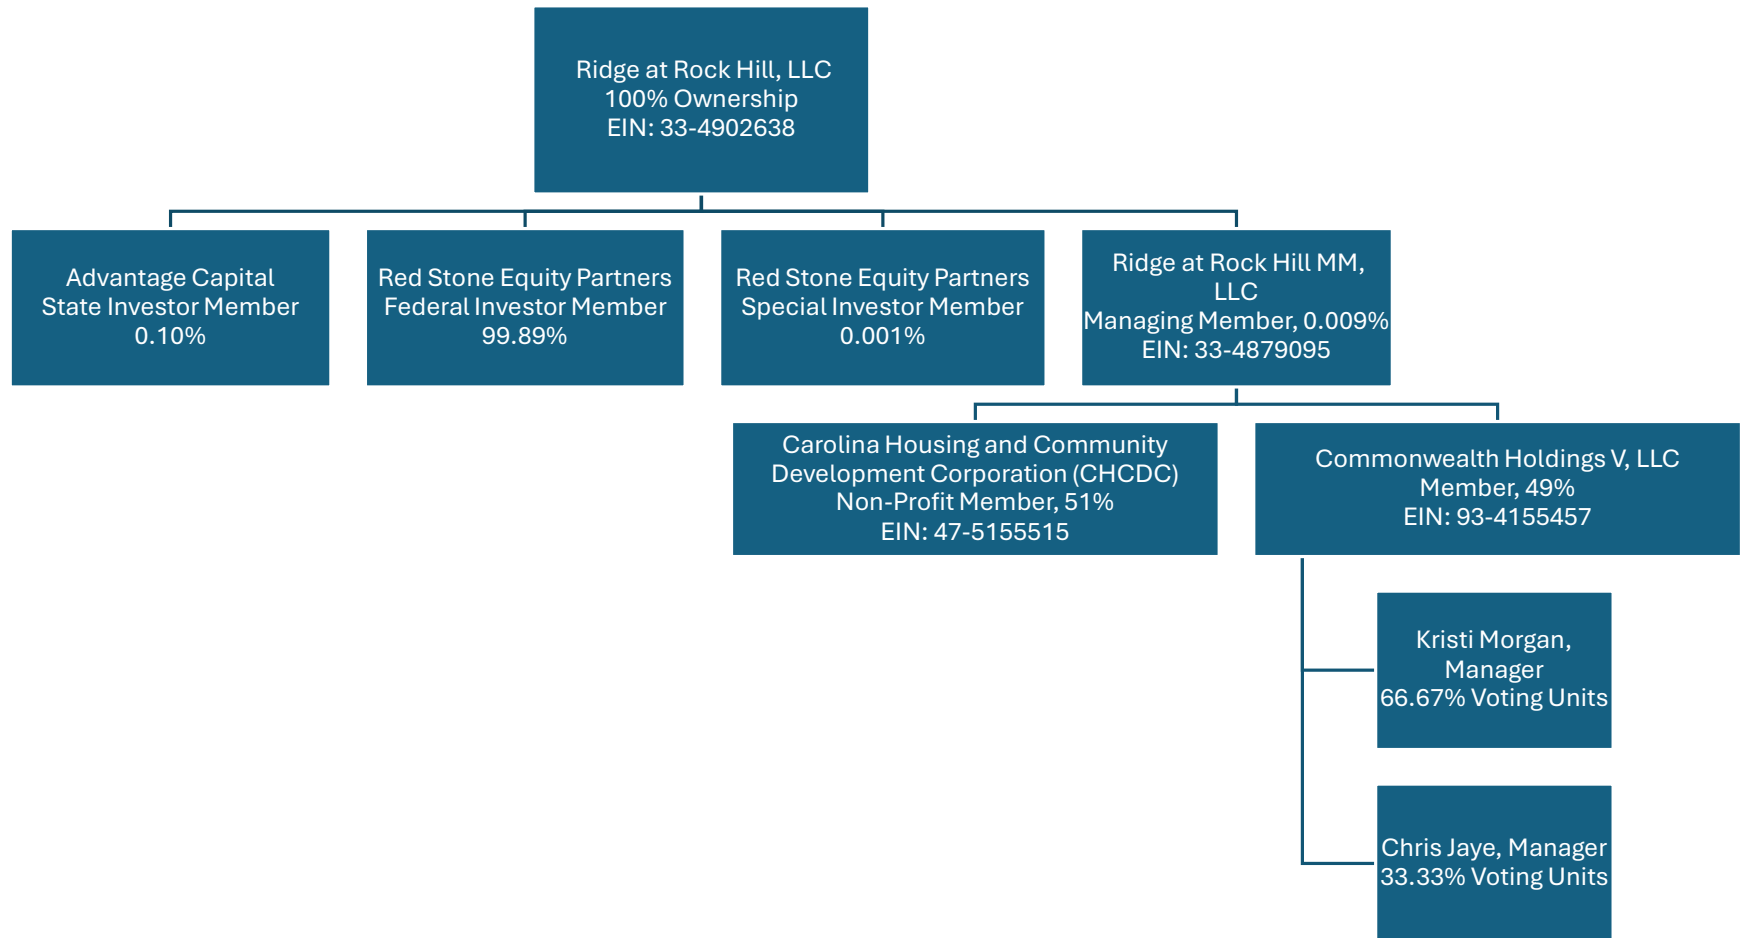 Ridge at Rock Hill, LLC
100% Ownership
EIN: 33-4902638
Advantage Capital
State Investor Member
0.10%
Red Stone Equity Partners
Federal Investor Member
99.89%
Red Stone Equity Partners
Special Investor Member
0.001%
Ridge at Rock Hill MM,
LLC
Managing Member, 0.009%
EIN: 33-4879095
Carolina Housing and Community
Development Corporation (CHCDC)
Non-Profit Member, 51%
EIN: 47-5155515
Commonwealth Holdings V, LLC
Member, 49%
EIN: 93-4155457
Kristi Morgan,
Manager
66.67% Voting Units
Chris Jaye, Manager
33.33% Voting Units